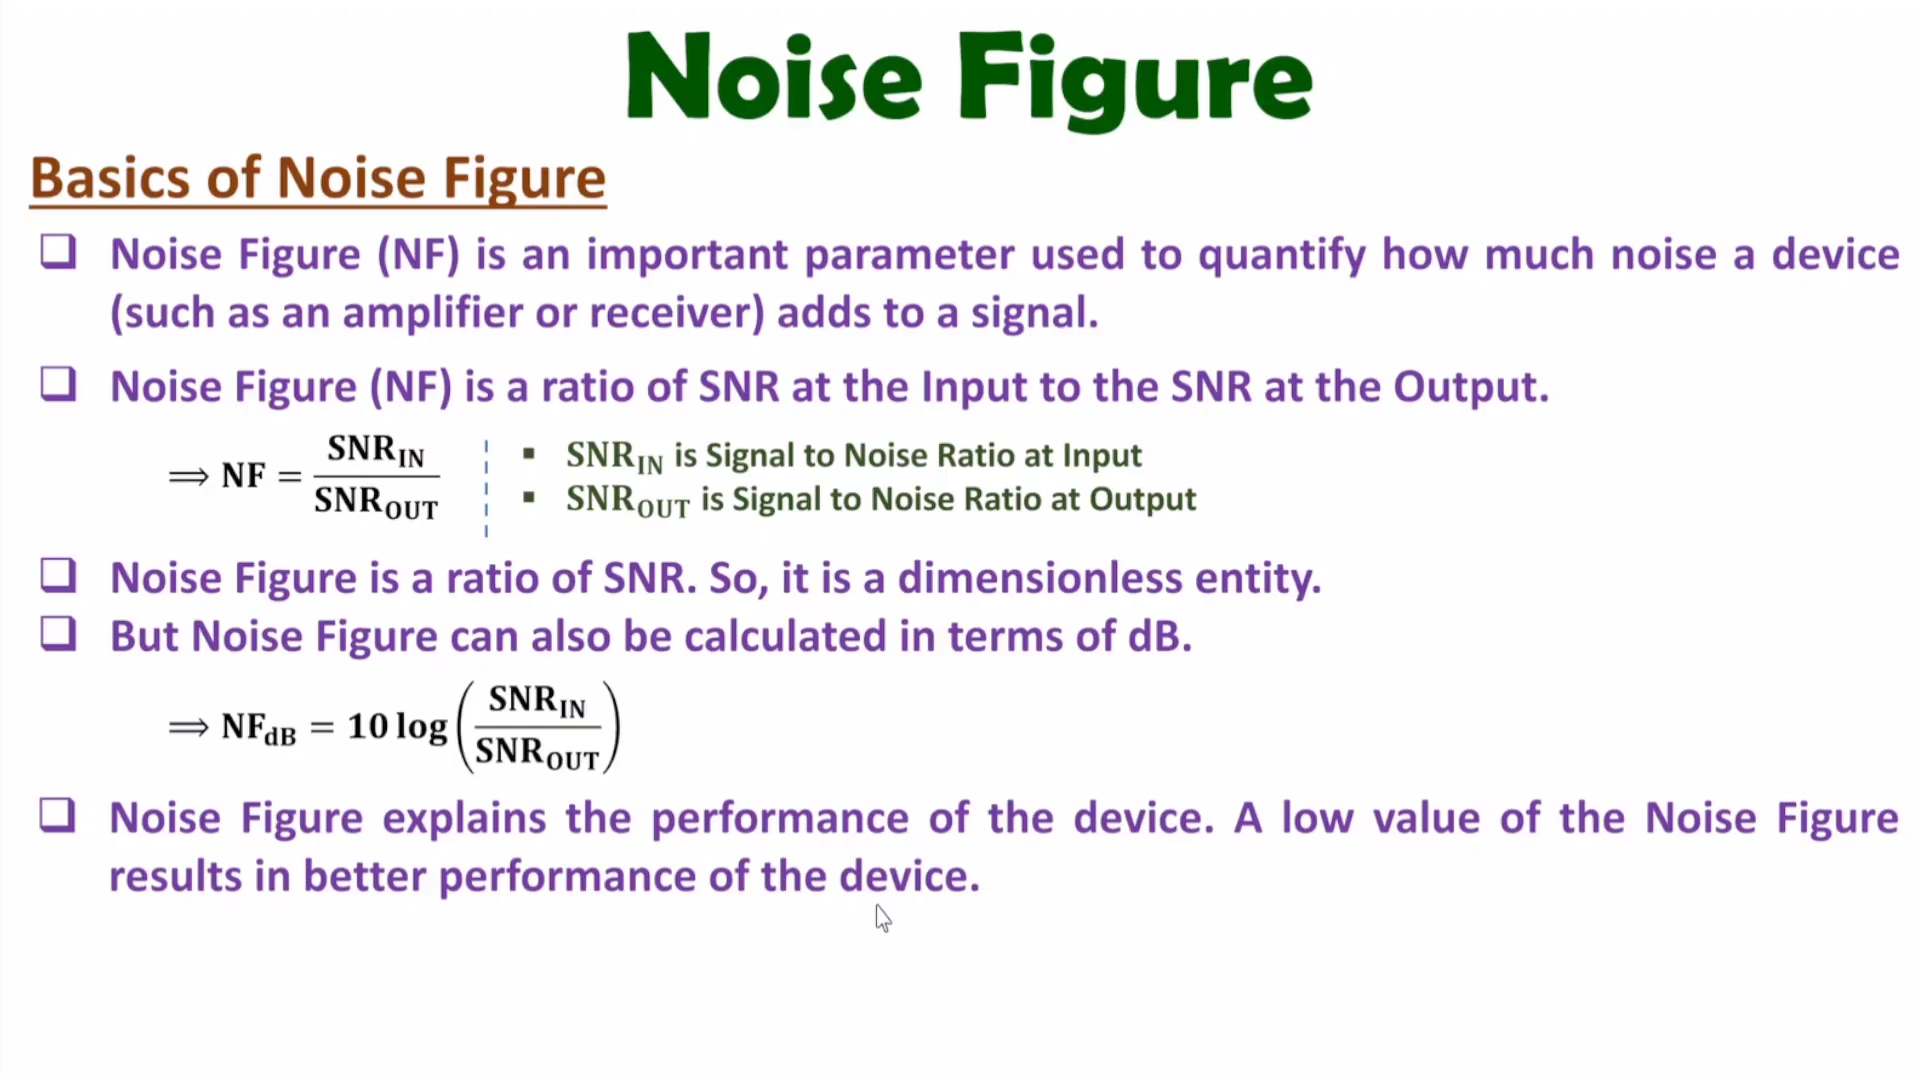 Noise Figure
Basics of Noise Figure
❑ Noise Figure (NF) is an important parameter used to quantify how much noise a device
(such as an amplifier or receiver) adds to a signal.
❑ Noise Figure (NF) is a ratio of SNR at the Input to the SNR at the Output.
⟹ NF = SNR_IN / SNR_OUT
▪ SNR_IN is Signal to Noise Ratio at Input
▪ SNR_OUT is Signal to Noise Ratio at Output
❑ Noise Figure is a ratio of SNR. So, it is a dimensionless entity.
❑ But Noise Figure can also be calculated in terms of dB.
⟹ NF_dB = 10 log (SNR_IN / SNR_OUT)
❑ Noise Figure explains the performance of the device. A low value of the Noise Figure
results in better performance of the device.